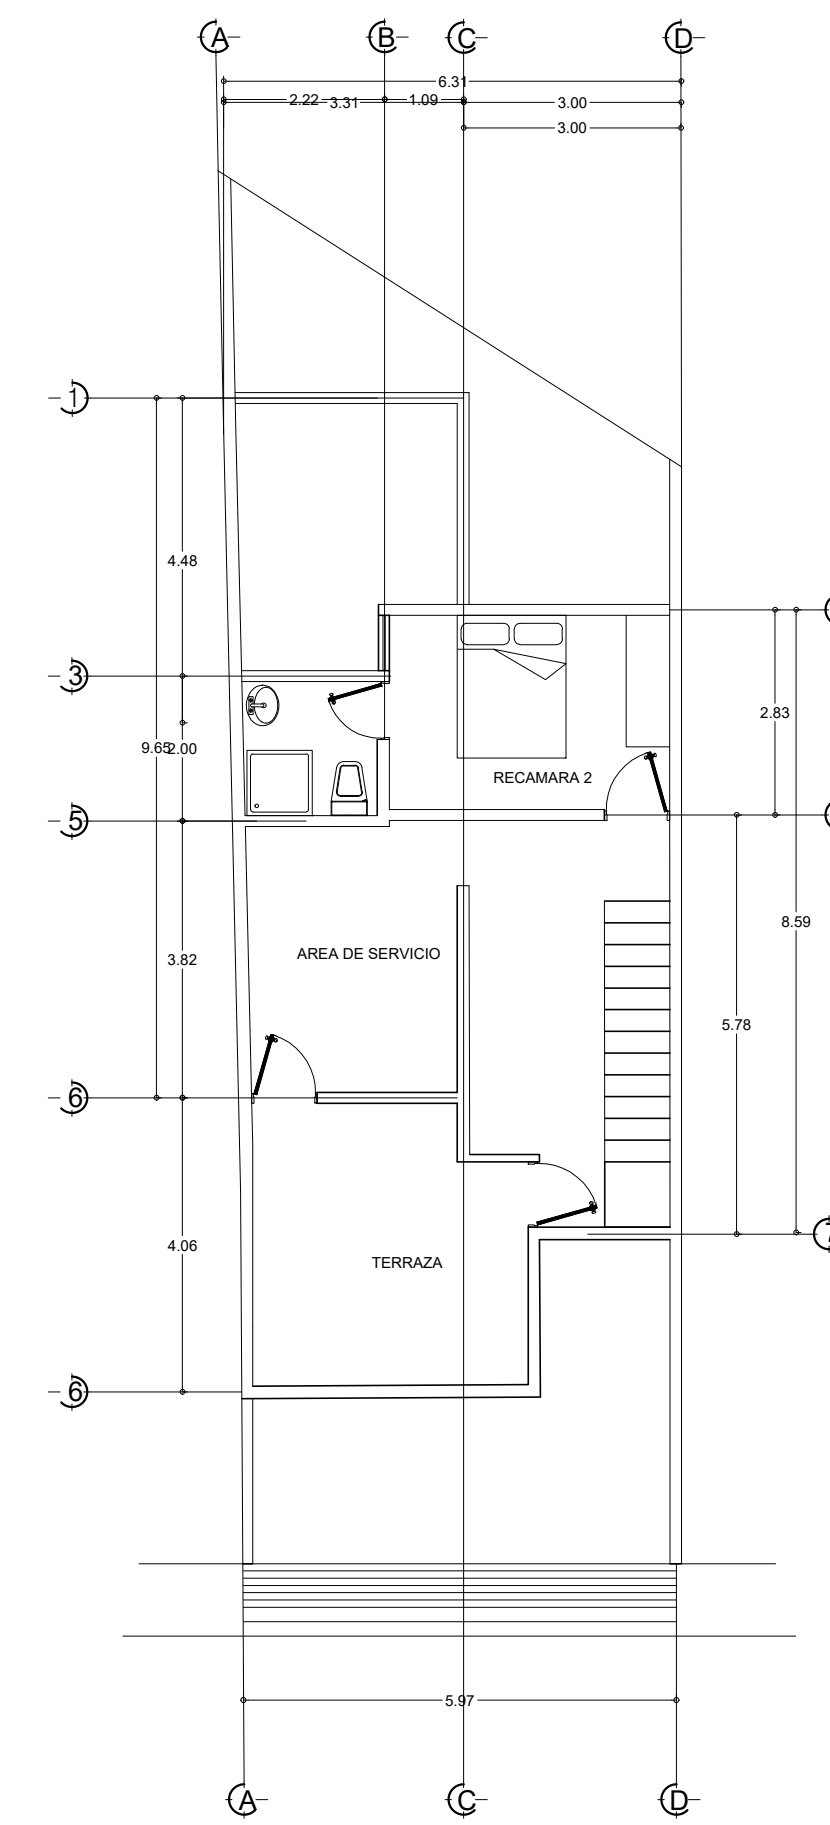 A B C D
6.31
2.22 3.31 1.09 3.00
3.00
1
4.48
3
2.83
9.65 2.00
RECAMARA 2
5
8.59
AREA DE SERVICIO
3.82
5.78
6
4.06
TERRAZA
7
6
5.97
A C D